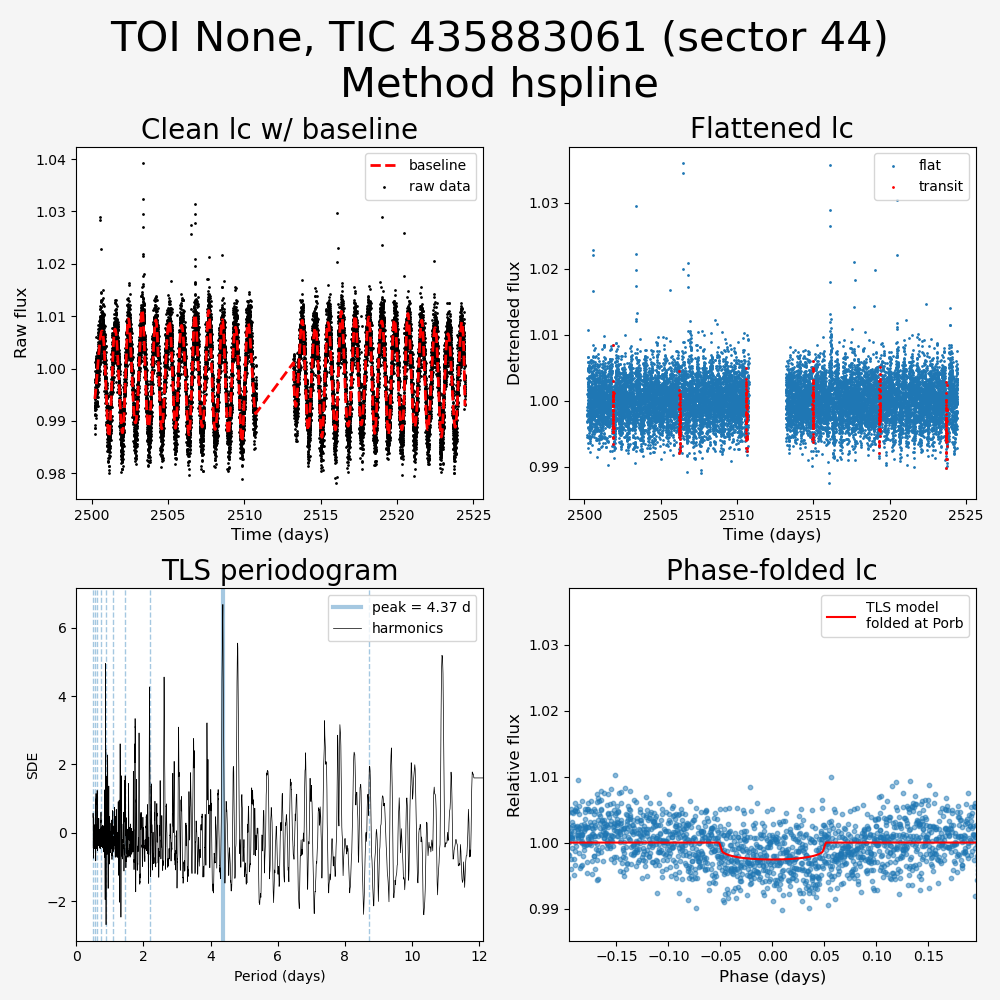 TOI None, TIC 435883061 (sector 44)
Method hspline
Clean lc w/ baseline
Raw flux
1.04
1.03
1.02
1.01
1.00
0.99
0.98
baseline
raw data
2500
2505
2510
2515
2520
2525
Time (days)
Flattened lc
Detrended flux
1.03
1.02
1.01
1.00
0.99
flat
transit
2500
2505
2510
2515
2520
2525
Time (days)
TLS periodogram
SDE
6
4
2
0
−2
peak = 4.37 d
harmonics
0
2
4
6
8
10
12
Period (days)
Phase-folded lc
Relative flux
1.03
1.02
1.01
1.00
0.99
TLS model
folded at Porb
−0.15
−0.10
−0.05
0.00
0.05
0.10
0.15
Phase (days)